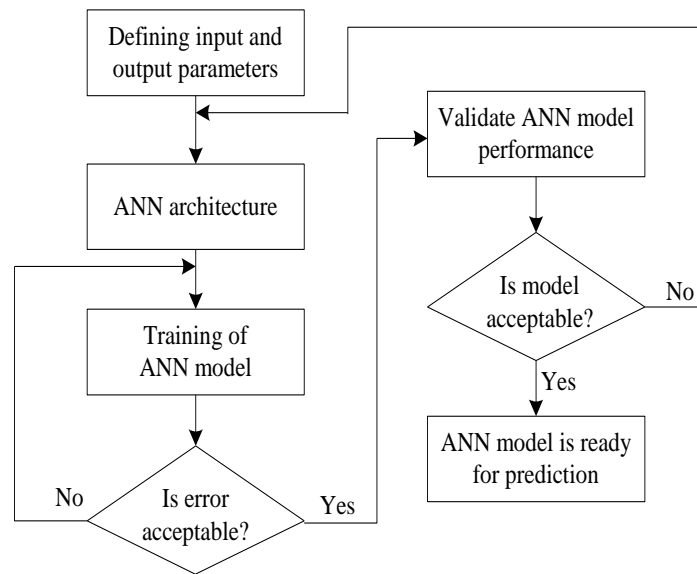 Defining input and
output parameters
ANN architecture
Training of
ANN model
Is error
acceptable?
No
Yes
Validate ANN model
performance
Is model
acceptable?
No
Yes
ANN model is ready
for prediction